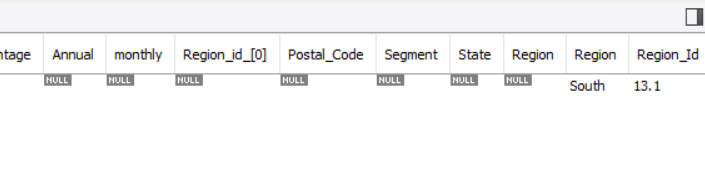 ntage Annual monthly Region_id_[0] Postal_Code Segment State Region Region Region_Id
NULL NULL NULL NULL NULL NULL NULL South 13.1